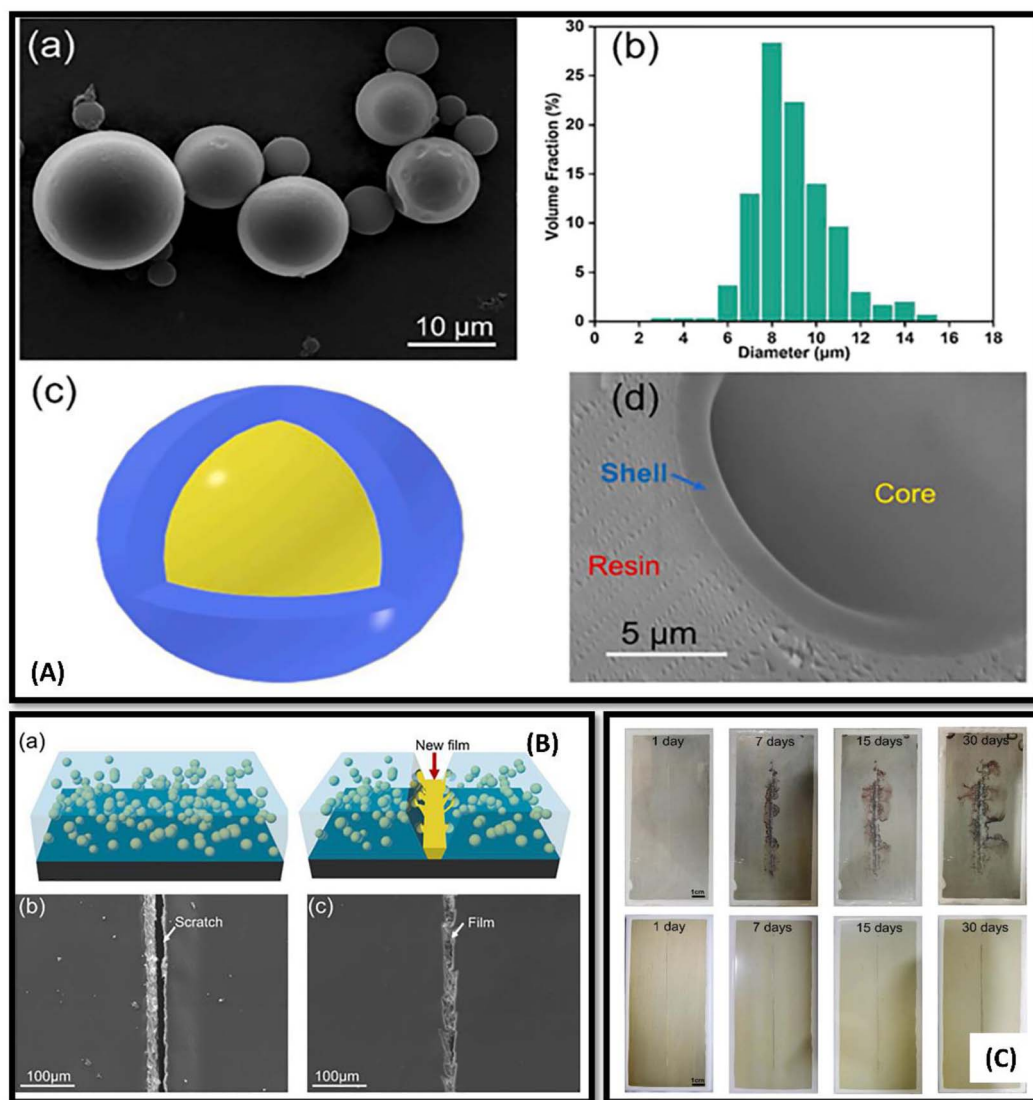 (a)
10 µm
(b)
Volume Fraction (%)
30
25
20
15
10
5
0
0 2 4 6 8 10 12 14 16 18
Diameter (µm)
(c)
(A)
(d)
Shell
Core
Resin
5 µm
(a)
New film
(B)
(b)
Scratch
100µm
(c)
Film
100µm
1 day
7 days
15 days
30 days
1cm
1 day
7 days
15 days
30 days
1cm
(C)